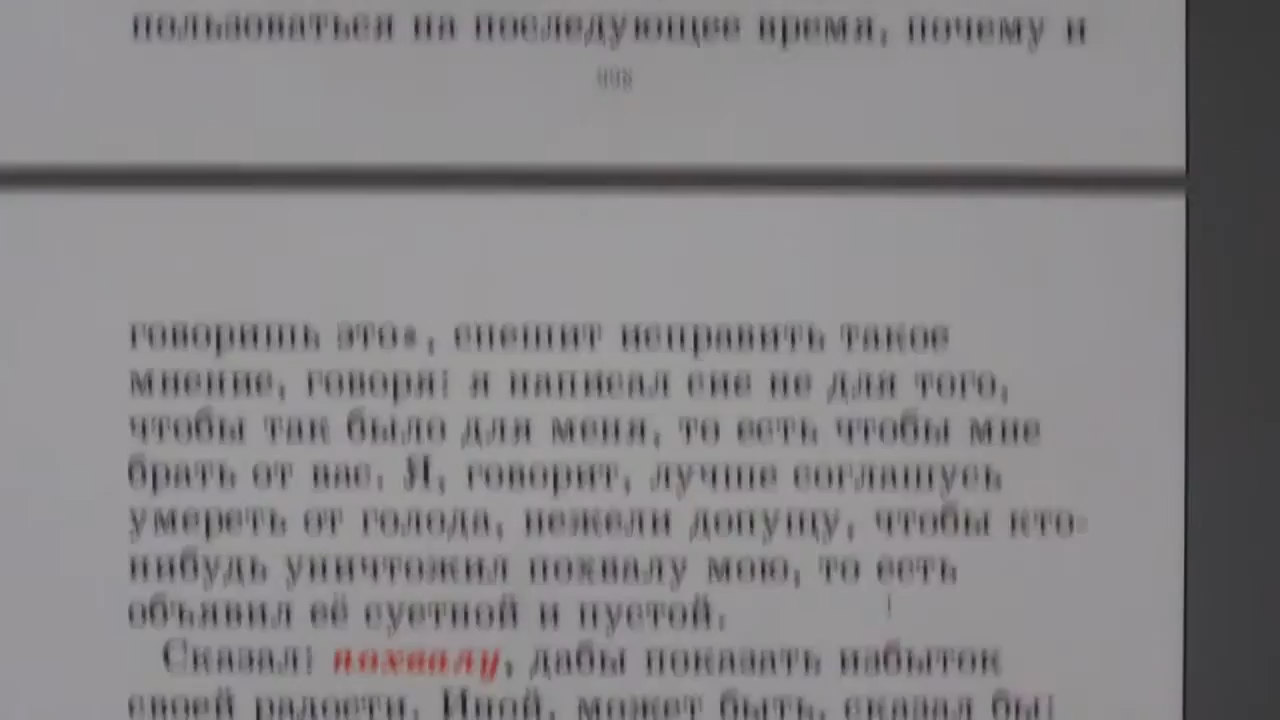 пользоваться на последующее время, почему и
998
говоришь это», спешит исправить такое
мнение, говоря: я написал сие не для того,
чтобы так было для меня, то есть чтобы мне
брать от вас. Я, говорит, лучше соглашусь
умереть от голода, нежели допущу, чтобы кто-
нибудь уничтожил похвалу мою, то есть
объявил её суетной и пустой.
Сказал: похвалу, дабы показать избыток
своей радости. Иной, может быть, сказал бы: